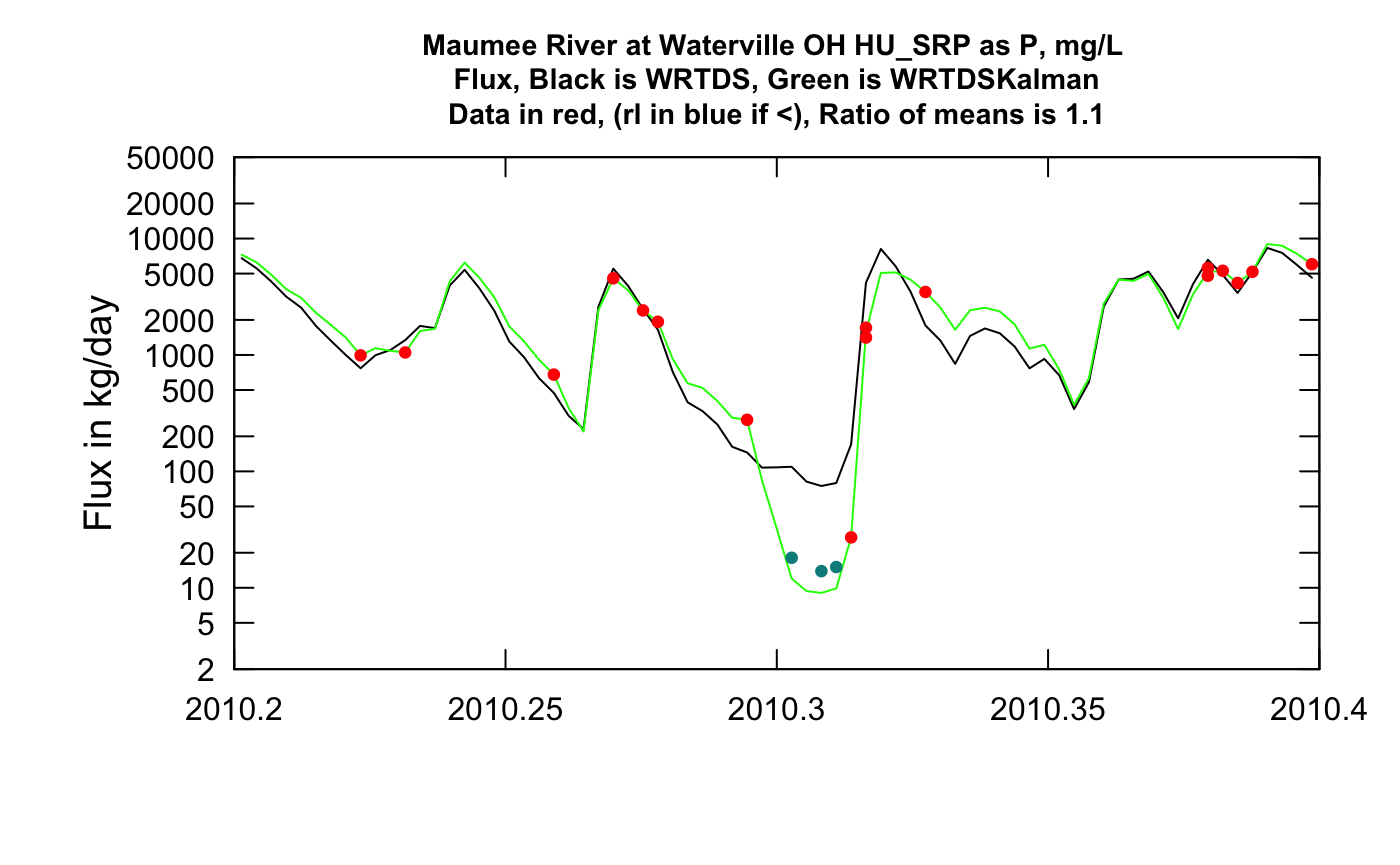 Maumee River at Waterville OH HU_SRP as P, mg/L
Flux, Black is WRTDS, Green is WRTDSKalman
Data in red, (rl in blue if <), Ratio of means is 1.1
Flux in kg/day
50000
20000
10000
5000
2000
1000
500
200
100
50
20
10
5
2
2010.2 2010.25 2010.3 2010.35 2010.4